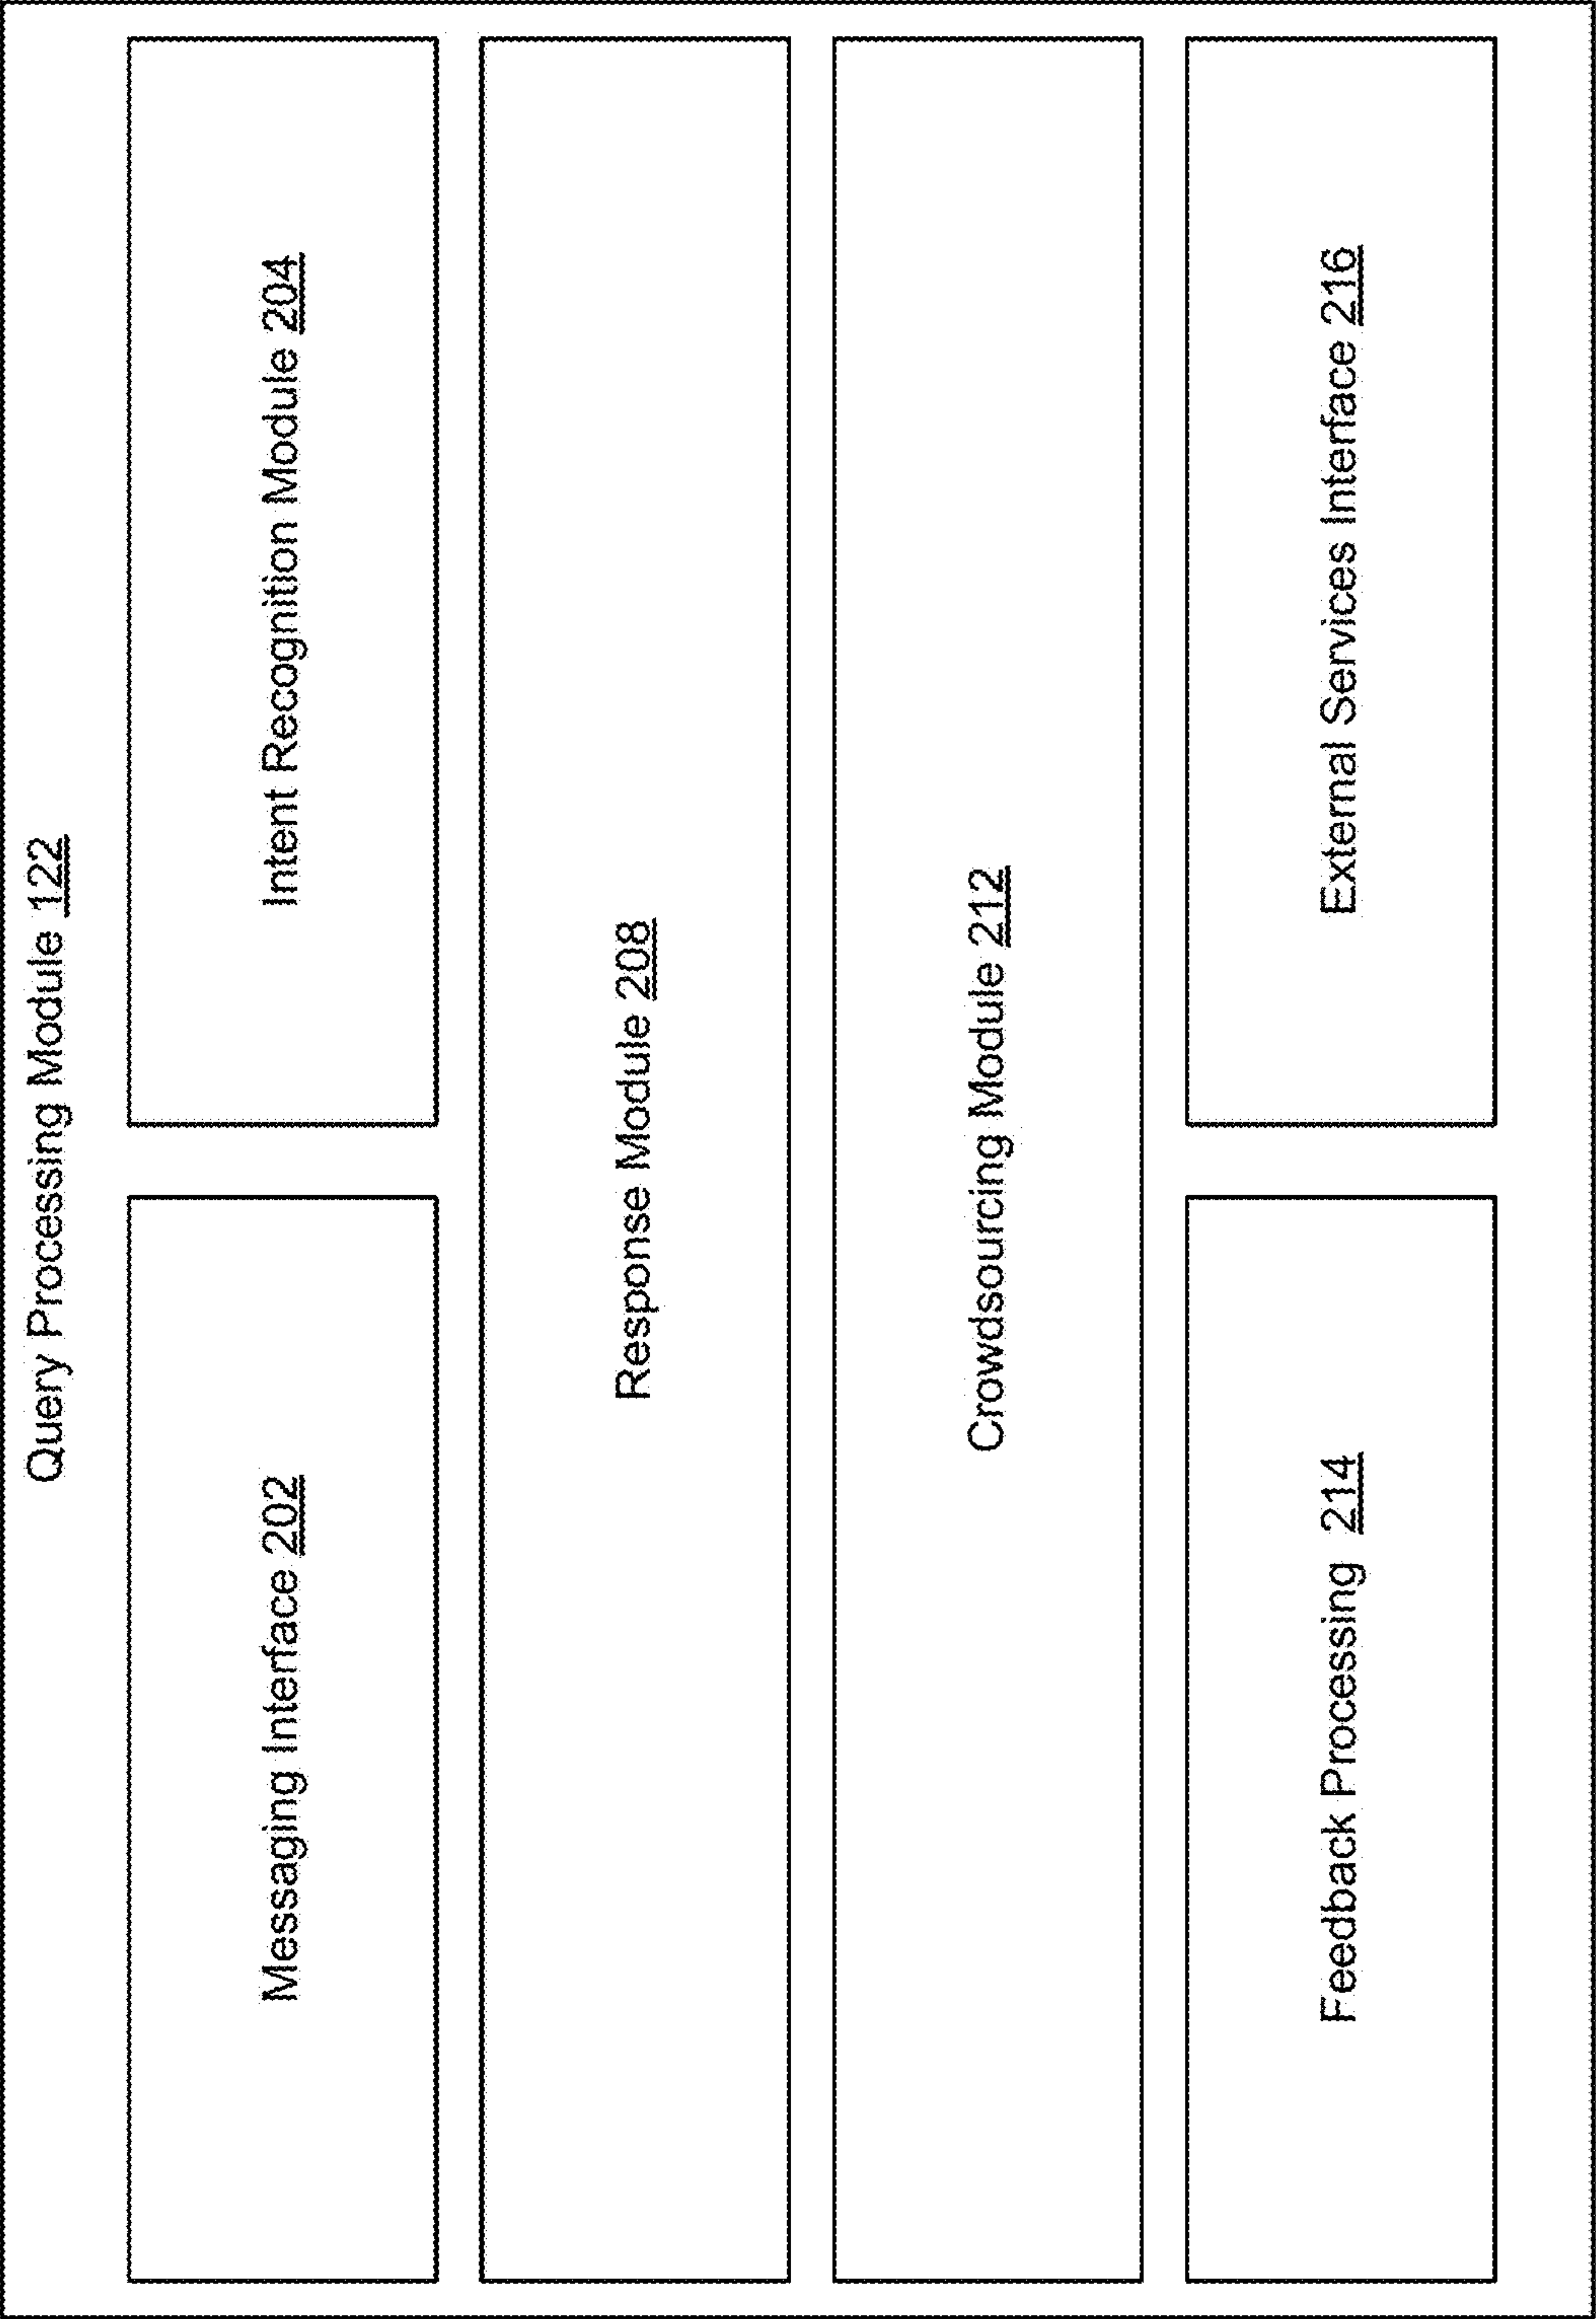 Query Processing Module 122
Messaging Interface 202
Intent Recognition Module 204
Response Module 208
Crowdsourcing Module 212
Feedback Processing 214
External Services Interface 216